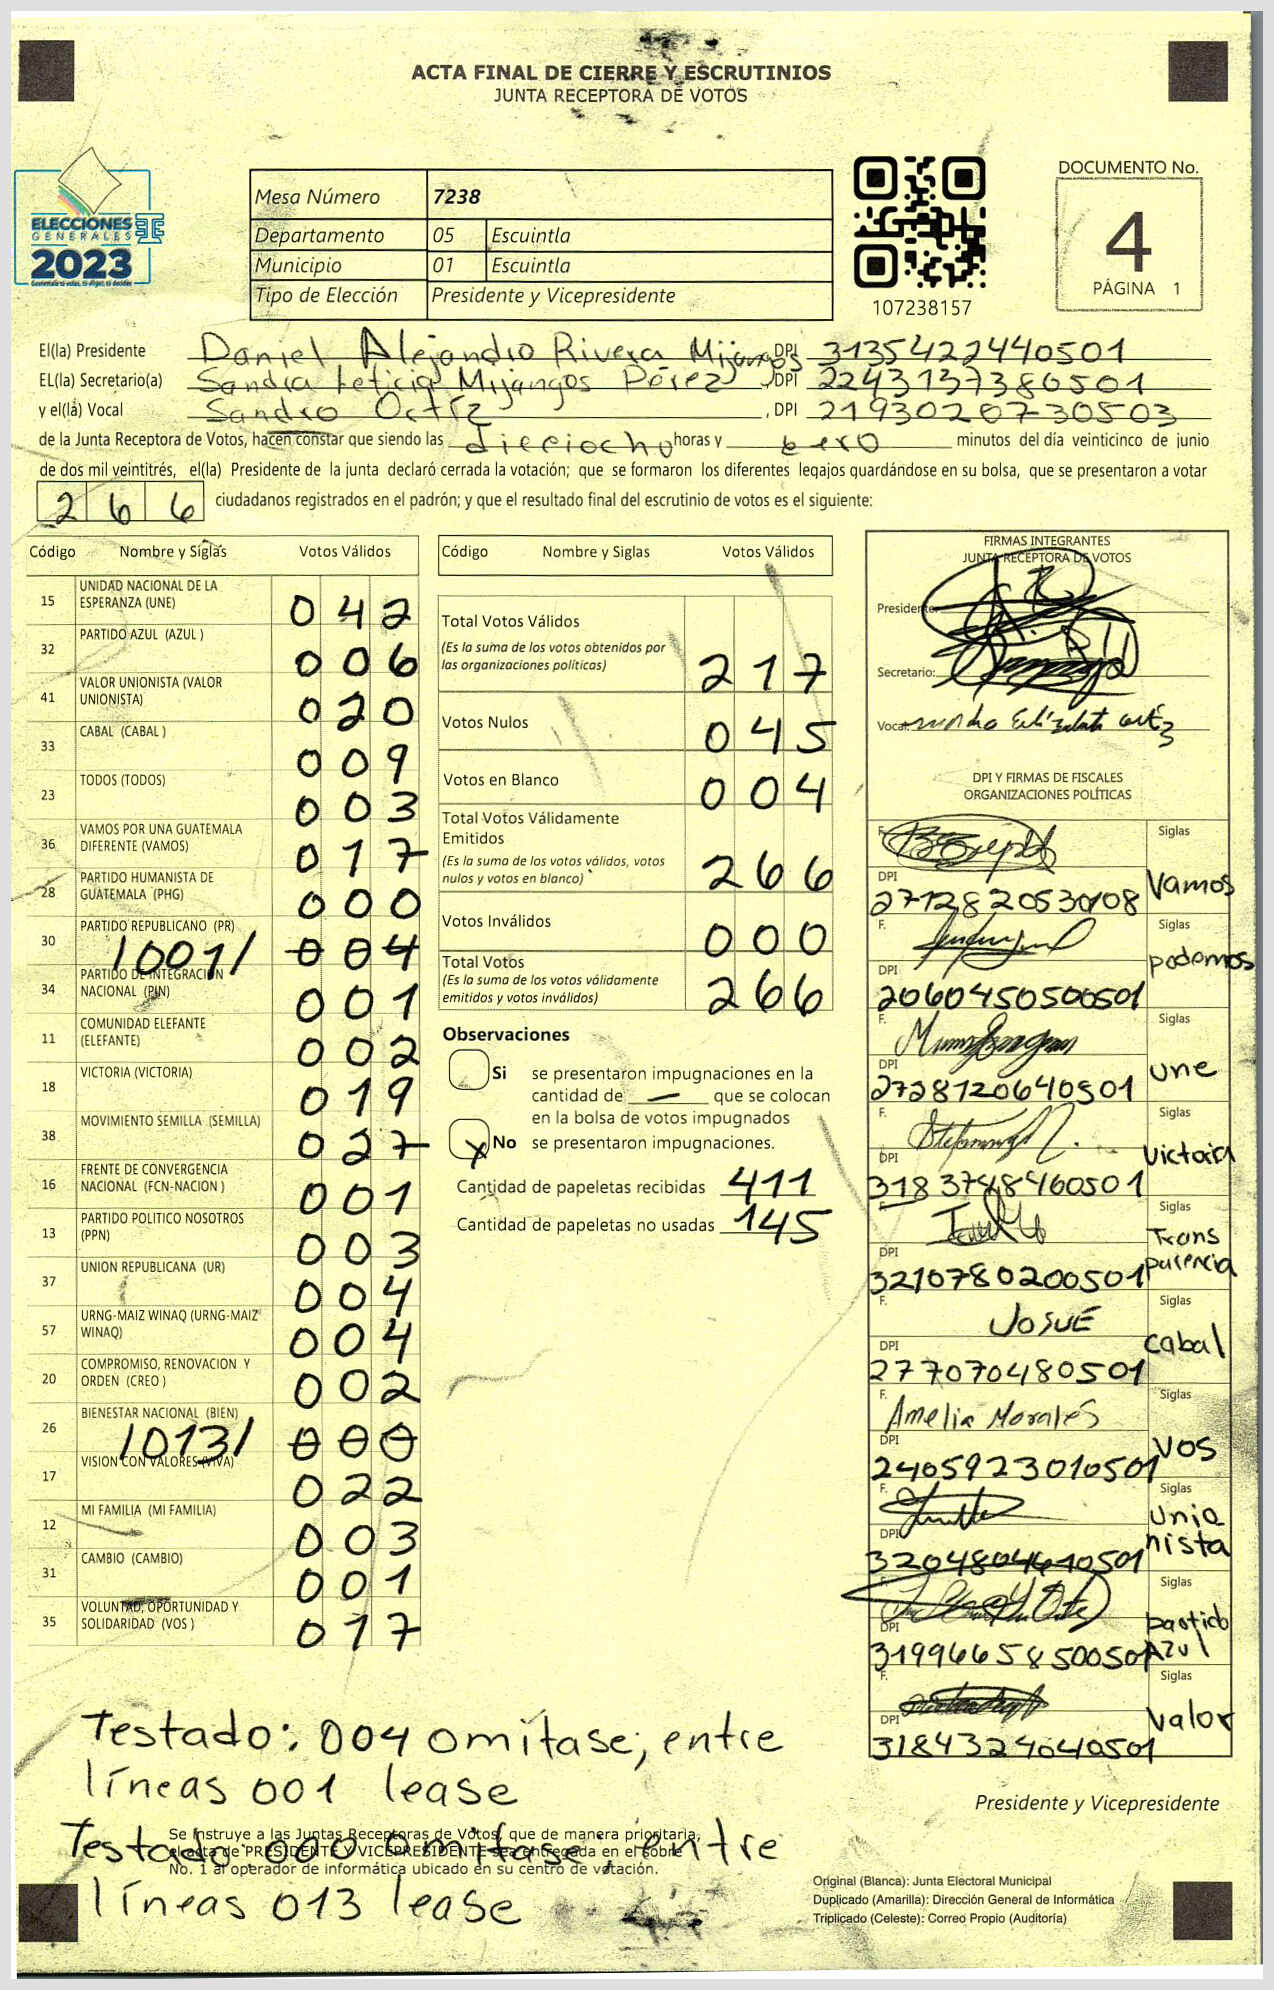 ACTA FINAL DE CIERRE Y ESCRUTINIOS
JUNTA RECEPTORA DE VOTOS
ELECCIONES
GENERALES
2023
Guatemala tú votas, tú eliges, tú decides
Mesa Número 7238
Departamento 05 Escuintla
Municipio 01 Escuintla
Tipo de Elección Presidente y Vicepresidente
107238157
DOCUMENTO No.
4
PÁGINA 1
El(la) Presidente Daniel Alejandro Rivera Mijangos DPI 3135422440501
EL(la) Secretario(a) Sandra Leticia Mijangos Pérez , DPI 2243137380501
y el(la) Vocal Sandro Ortíz , DPI 2193020730503
de la Junta Receptora de Votos, hacen constar que siendo las dieciocho horas y cero minutos del día veinticinco de junio
de dos mil veintitrés, el(la) Presidente de la junta declaró cerrada la votación; que se formaron los diferentes legajos guardándose en su bolsa, que se presentaron a votar
266 ciudadanos registrados en el padrón; y que el resultado final del escrutinio de votos es el siguiente:
Código Nombre y Siglas Votos Válidos
15 UNIDAD NACIONAL DE LA ESPERANZA (UNE) 042
32 PARTIDO AZUL (AZUL ) 006
41 VALOR UNIONISTA (VALOR UNIONISTA) 020
33 CABAL (CABAL ) 009
23 TODOS (TODOS) 003
36 VAMOS POR UNA GUATEMALA DIFERENTE (VAMOS) 017
28 PARTIDO HUMANISTA DE GUATEMALA (PHG) 000
30 PARTIDO REPUBLICANO (PR) /001/ 004
34 PARTIDO DE INTEGRACION NACIONAL (PIN) 001
11 COMUNIDAD ELEFANTE (ELEFANTE) 002
18 VICTORIA (VICTORIA) 019
38 MOVIMIENTO SEMILLA (SEMILLA) 027
16 FRENTE DE CONVERGENCIA NACIONAL (FCN-NACION ) 001
13 PARTIDO POLITICO NOSOTROS (PPN) 003
37 UNION REPUBLICANA (UR) 004
57 URNG-MAIZ WINAQ (URNG-MAIZ WINAQ) 004
20 COMPROMISO, RENOVACION Y ORDEN (CREO ) 002
26 BIENESTAR NACIONAL (BIEN) /013/ 000
17 VISION CON VALORES (VIVA) 022
12 MI FAMILIA (MI FAMILIA) 003
31 CAMBIO (CAMBIO) 001
35 VOLUNTAD, OPORTUNIDAD Y SOLIDARIDAD (VOS ) 017
Código Nombre y Siglas Votos Válidos
Total Votos Válidos
(Es la suma de los votos obtenidos por
las organizaciones políticas) 217
Votos Nulos 045
Votos en Blanco 004
Total Votos Válidamente
Emitidos
(Es la suma de los votos válidos, votos
nulos y votos en blanco) 266
Votos Inválidos 000
Total Votos
(Es la suma de los votos válidamente
emitidos y votos inválidos) 266
Observaciones
Si se presentaron impugnaciones en la
cantidad de — que se colocan
en la bolsa de votos impugnados
X No se presentaron impugnaciones.
Cantidad de papeletas recibidas 411
Cantidad de papeletas no usadas 145
FIRMAS INTEGRANTES
JUNTA RECEPTORA DE VOTOS
Presidente:
Secretario:
Vocal:
DPI Y FIRMAS DE FISCALES
ORGANIZACIONES POLÍTICAS
F. Siglas
DPI 2712820530108 Vamos
F. Siglas
DPI 2060450500501 podemos
F. Siglas
DPI 2728120640501 une
F. Siglas
DPI 3183748460501 Victoria
F. Siglas
DPI 3210780200501 Transparencia
F. JOSUÉ Siglas
DPI 277070480501 cabal
F. Amelia Morales Siglas
DPI 2405923010501 VOS
F. Siglas
DPI 3204804610501 Unionista
F. Siglas
DPI 3199665850050 partido Azul
F. Siglas
DPI 3184324040501 Valor
Testado: 004 omítase; entre
líneas 001 lease
Testado: 000 omítase; entre
líneas 013 lease
Se instruye a las Juntas Receptoras de Votos, que de manera prioritaria,
el acta de PRESIDENTE Y VICEPRESIDENTE sea entregada en el sobre
No. 1 al operador de informática ubicado en su centro de votación.
Presidente y Vicepresidente
Original (Blanca): Junta Electoral Municipal
Duplicado (Amarilla): Dirección General de Informática
Triplicado (Celeste): Correo Propio (Auditoría)